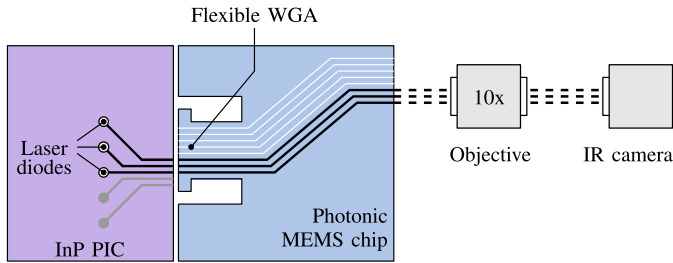 Flexible WGA
Laser
diodes
InP PIC
Photonic
MEMS chip
10x
Objective
IR camera